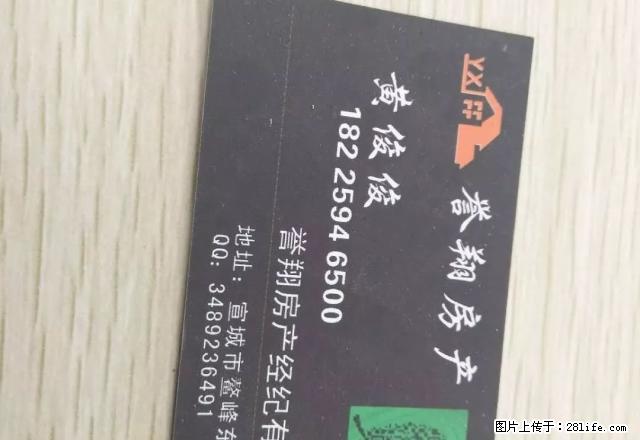 YXFF
誉翔房产
黄俊俊
182 2594 6500
誉翔房产经纪有
地址：宣城市鳌峰东
QQ: 3489236491
图片上传于：28life.com